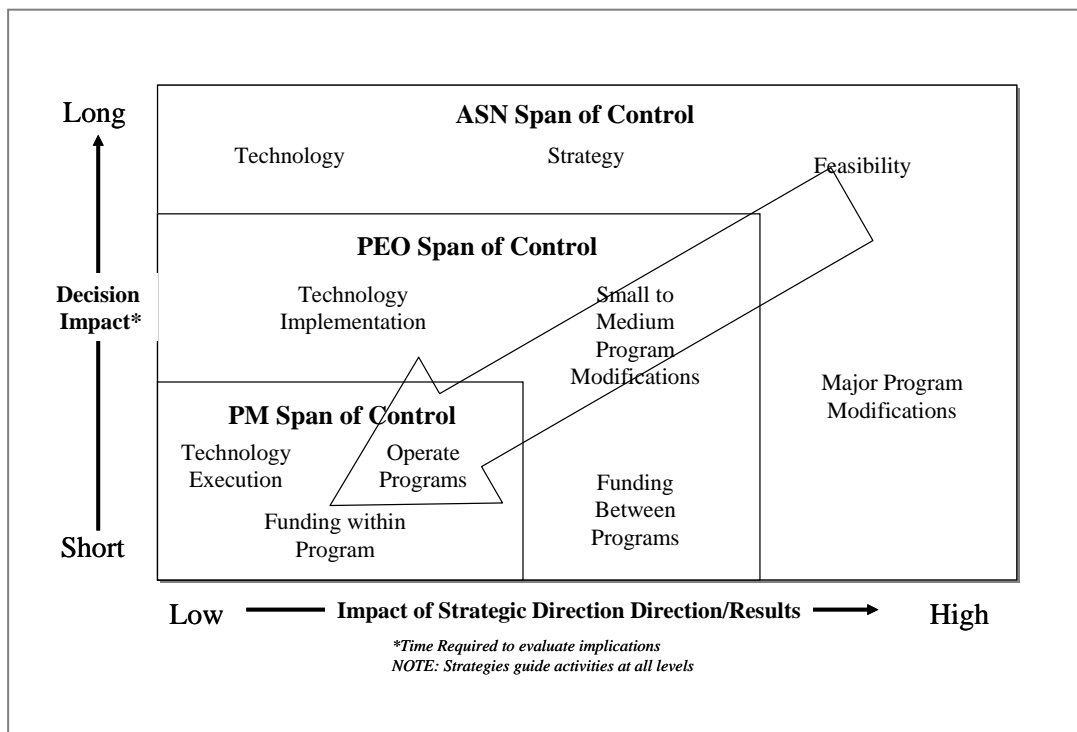 Long
ASN Span of Control
Technology
Strategy
Feasibility
PEO Span of Control
Decision
Impact*
Technology
Implementation
Small to
Medium
Program
Modifications
Major Program
Modifications
PM Span of Control
Technology
Execution
Operate
Programs
Funding within
Program
Funding
Between
Programs
Short
Low
Impact of Strategic Direction Direction/Results
High
*Time Required to evaluate implications
NOTE: Strategies guide activities at all levels